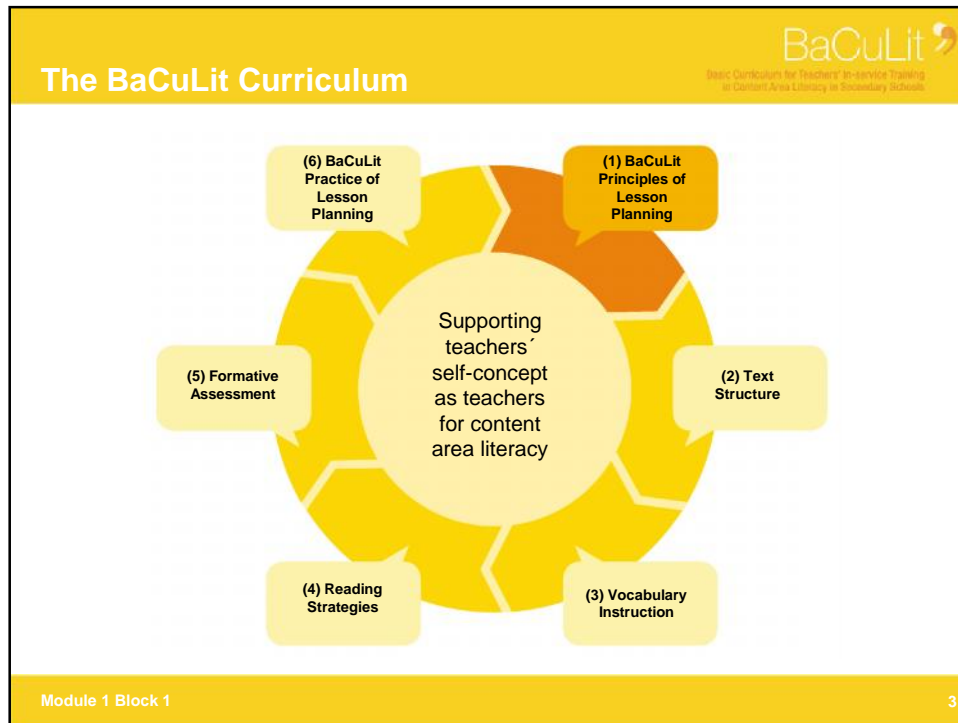 BaCuLit
Basic Curriculum for Teachers' In-service Training
in Content Area Literacy in Secondary Schools
The BaCuLit Curriculum
(6) BaCuLit
Practice of
Lesson
Planning
(1) BaCuLit
Principles of
Lesson
Planning
Supporting
teachers´
self-concept
as teachers
for content
area literacy
(5) Formative
Assessment
(2) Text
Structure
(4) Reading
Strategies
(3) Vocabulary
Instruction
Module 1 Block 1
3